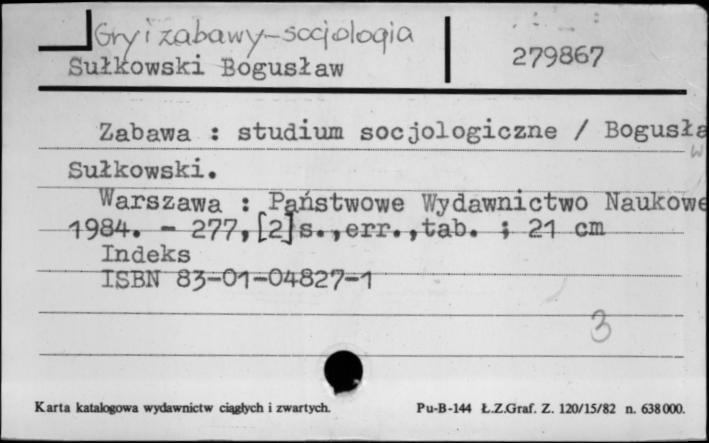 Gry i zabawy - socjologia
Sułkowski Bogusław
279867
Zabawa : studium socjologiczne / Bogusła
w
Sułkowski.
Warszawa : Państwowe Wydawnictwo Naukowe
1984. - 277,[2]s.,err.,tab. ; 21 cm
Indeks
ISBN 83-01-04827-1
3
Karta katalogowa wydawnictw ciągłych i zwartych.
Pu-B-144 Ł.Z.Graf. Z. 120/15/82 n. 638 000.